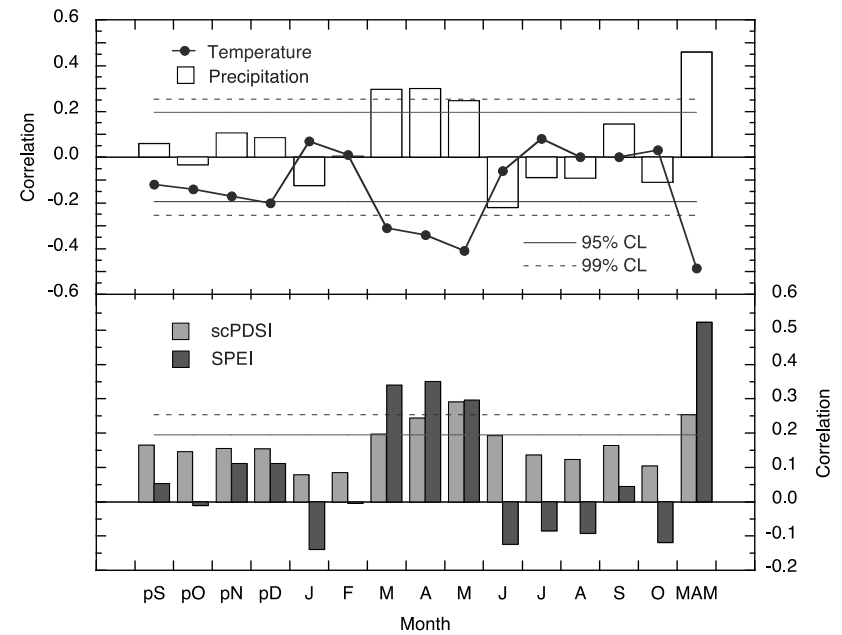 0.6
0.4
0.2
0.0
-0.2
-0.4
-0.6
Correlation
Temperature
Precipitation
95% CL
99% CL
0.6
0.5
0.4
0.3
0.2
0.1
0.0
-0.1
-0.2
Correlation
scPDSI
SPEI
pS pO pN pD J F M A M J J A S O MAM
Month